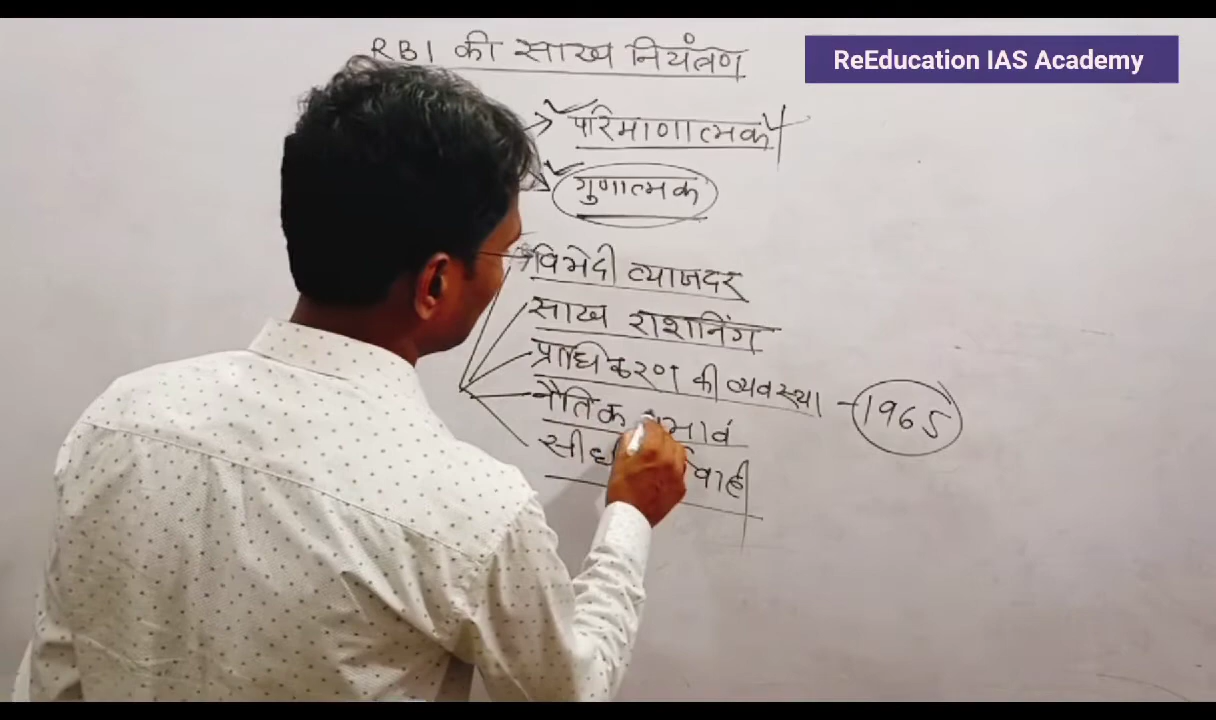 RBI की साख नियंत्रण
ReEducation IAS Academy
परिमाणात्मक
गुणात्मक
विभेदी व्याजदर
साख राशनिंग
प्राधिकरण की व्यवस्था - 1965
नैतिक